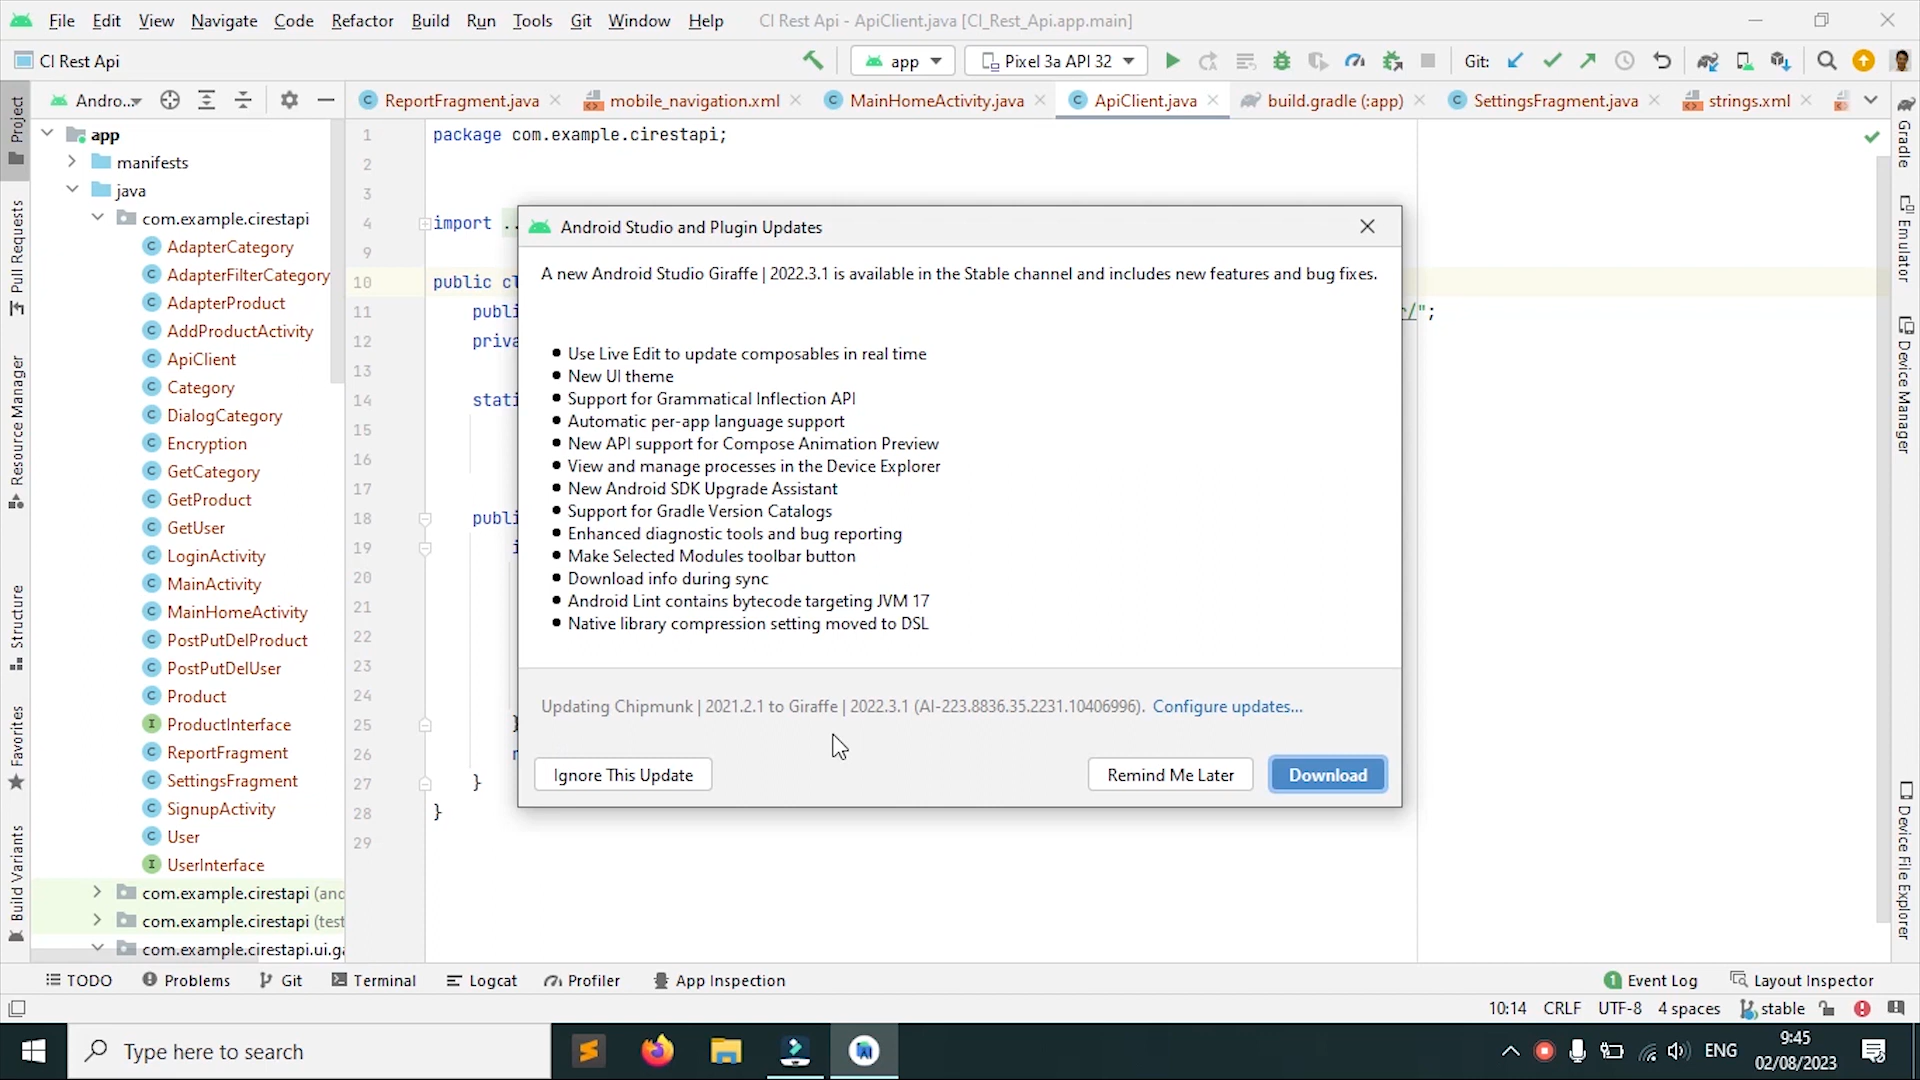 File Edit View Navigate Code Refactor Build Run Tools Git Window Help CI Rest Api - ApiClient.java [CI_Rest_Api.app.main]
CI Rest Api app Pixel 3a API 32 Git:
Andro... ReportFragment.java mobile_navigation.xml MainHomeActivity.java ApiClient.java build.gradle (:app) SettingsFragment.java strings.xml
Project
Pull Requests
Resource Manager
Structure
Favorites
Build Variants
app
manifests
java
com.example.cirestapi
AdapterCategory
AdapterFilterCategory
AdapterProduct
AddProductActivity
ApiClient
Category
DialogCategory
Encryption
GetCategory
GetProduct
GetUser
LoginActivity
MainActivity
MainHomeActivity
PostPutDelProduct
PostPutDelUser
Product
ProductInterface
ReportFragment
SettingsFragment
SignupActivity
User
UserInterface
com.example.cirestapi (and
com.example.cirestapi (test
com.example.cirestapi.ui.ga
1 package com.example.cirestapi;
2
3
4 import ..
9
10 public cl
11 publi /";
12 priva
13
14 stati
15
16
17
18 publi
19 i
20
21
22
23
24
25 }
26 r
27 }
28 }
29
Android Studio and Plugin Updates
A new Android Studio Giraffe | 2022.3.1 is available in the Stable channel and includes new features and bug fixes.
• Use Live Edit to update composables in real time
• New UI theme
• Support for Grammatical Inflection API
• Automatic per-app language support
• New API support for Compose Animation Preview
• View and manage processes in the Device Explorer
• New Android SDK Upgrade Assistant
• Support for Gradle Version Catalogs
• Enhanced diagnostic tools and bug reporting
• Make Selected Modules toolbar button
• Download info during sync
• Android Lint contains bytecode targeting JVM 17
• Native library compression setting moved to DSL
Updating Chipmunk | 2021.2.1 to Giraffe | 2022.3.1 (AI-223.8836.35.2231.10406996). Configure updates...
Ignore This Update Remind Me Later Download
Gradle
Emulator
Device Manager
Device File Explorer
TODO Problems Git Terminal Logcat Profiler App Inspection 1 Event Log Layout Inspector
10:14 CRLF UTF-8 4 spaces stable
Type here to search ENG 9:45
02/08/2023